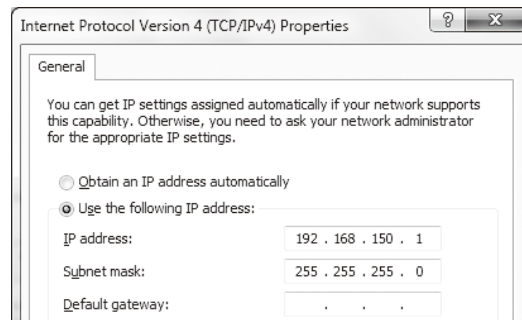 Internet Protocol Version 4 (TCP/IPv4) Properties ? X
General
You can get IP settings assigned automatically if your network supports
this capability. Otherwise, you need to ask your network administrator
for the appropriate IP settings.
Obtain an IP address automatically
Use the following IP address:
IP address: 192 . 168 . 150 . 1
Subnet mask: 255 . 255 . 255 . 0
Default gateway: . . .